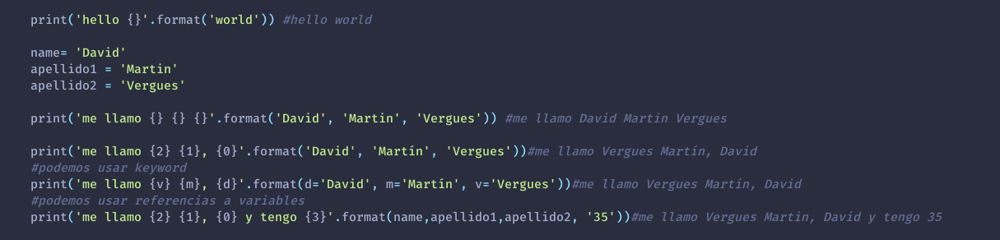 print('hello {}'.format('world')) #hello world
name= 'David'
apellido1 = 'Martin'
apellido2 = 'Vergues'
print('me llamo {} {} {}'.format('David', 'Martin', 'Vergues')) #me llamo David Martin Vergues
print('me llamo {2} {1}, {0}'.format('David', 'Martín', 'Vergues'))#me llamo Vergues Martín, David
#podemos usar keyword
print('me llamo {v} {m}, {d}'.format(d='David', m='Martín', v='Vergues'))#me llamo Vergues Martín, David
#podemos usar referencias a variables
print('me llamo {2} {1}, {0} y tengo {3}'.format(name,apellido1,apellido2, '35'))#me llamo Vergues Martin, David y tengo 35